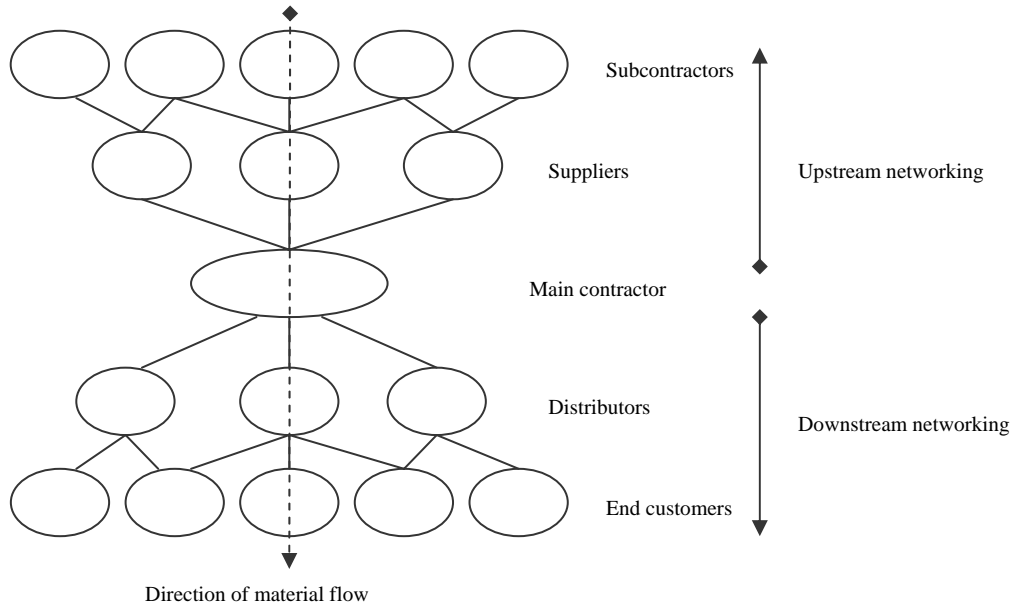 Subcontractors
Suppliers
Upstream networking
Main contractor
Distributors
Downstream networking
End customers
Direction of material flow